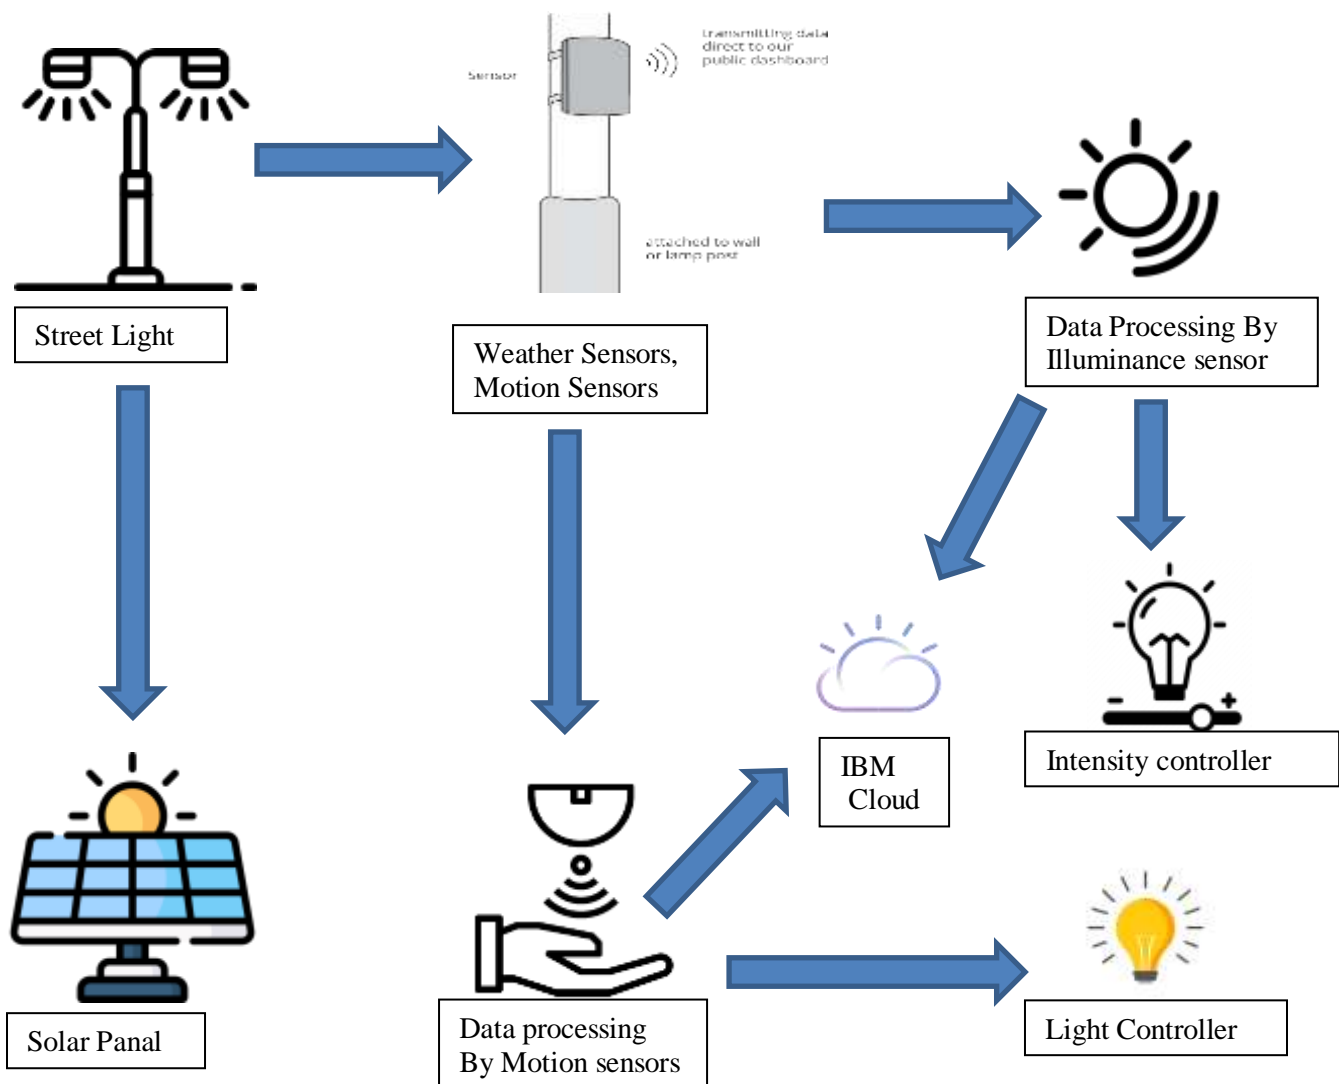 transmitting data
direct to our
public dashboard
Sensor
attached to wall
or lamp post
Street Light
Weather Sensors,
Motion Sensors
Data Processing By
Illuminance sensor
IBM
Cloud
Intensity controller
Solar Panal
Data processing
By Motion sensors
Light Controller